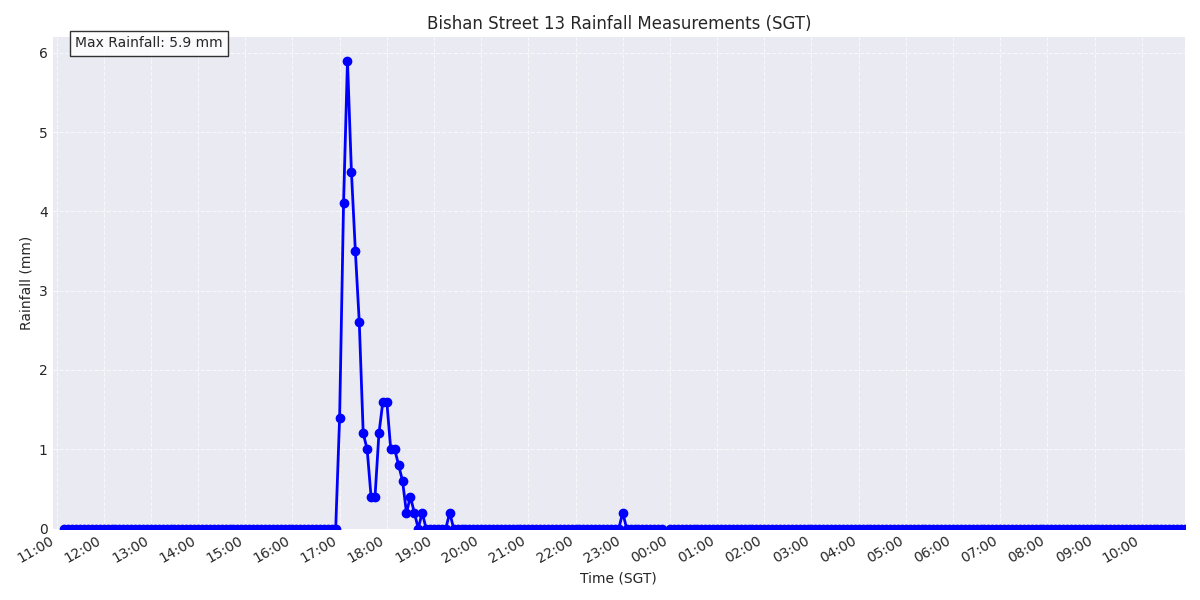 Bishan Street 13 Rainfall Measurements (SGT)
Max Rainfall: 5.9 mm
6
5
4
3
2
1
0
Rainfall (mm)
11:00 12:00 13:00 14:00 15:00 16:00 17:00 18:00 19:00 20:00 21:00 22:00 23:00 00:00 01:00 02:00 03:00 04:00 05:00 06:00 07:00 08:00 09:00 10:00
Time (SGT)